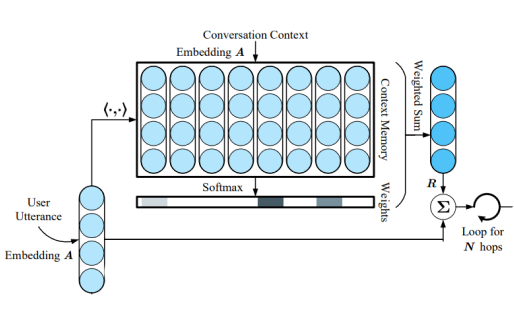 Conversation Context
Embedding A
⟨·,·⟩
Context Memory
Weighted Sum
Softmax
Weights
User
Utterance
Embedding A
R
Σ
Loop for
N hops